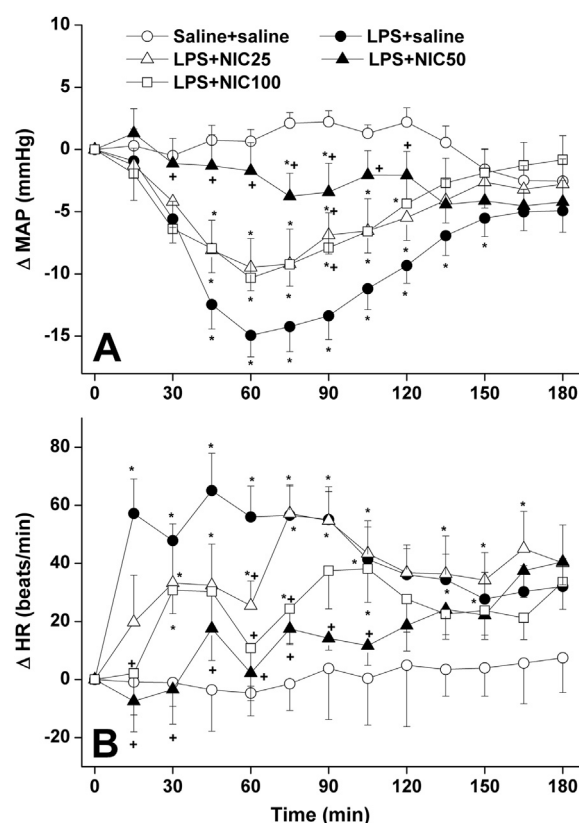 Saline+saline LPS+saline
LPS+NIC25 LPS+NIC50
LPS+NIC100
10
5
0
-5
-10
-15
Δ MAP (mmHg)
A
0 30 60 90 120 150 180
80
60
40
20
0
-20
Δ HR (beats/min)
B
0 30 60 90 120 150 180
Time (min)